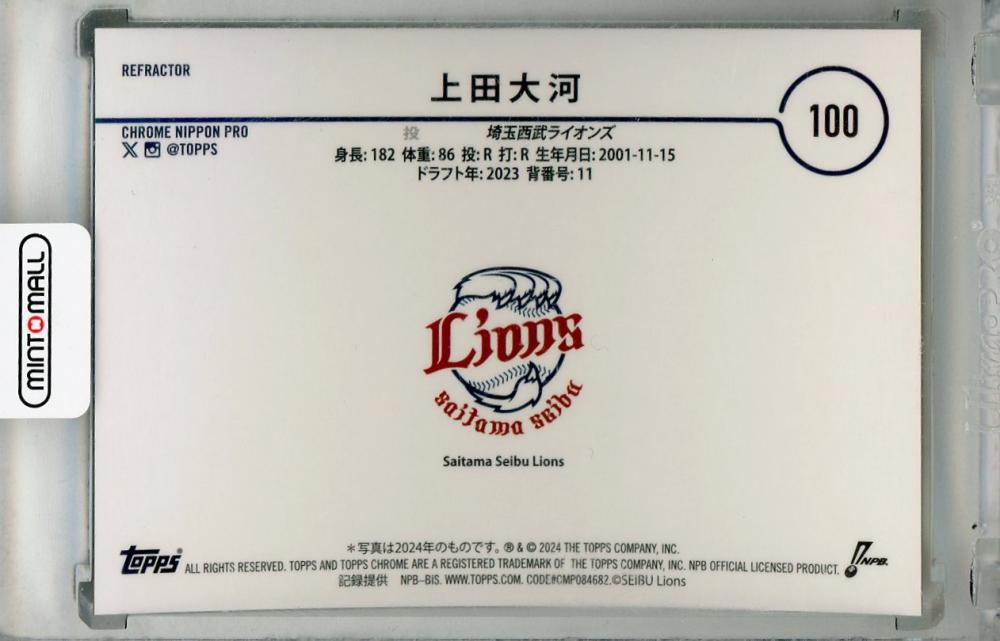 REFRACTOR
上田大河
100
CHROME NIPPON PRO
投 埼玉西武ライオンズ
@TOPPS
身長: 182 体重: 86 投: R 打: R 生年月日: 2001-11-15
ドラフト年: 2023 背番号: 11
MINT MALL
Lions
saitama seibu
Saitama Seibu Lions
＊写真は2024年のものです。 ® & © 2024 THE TOPPS COMPANY, INC.
topps ALL RIGHTS RESERVED. TOPPS AND TOPPS CHROME ARE A REGISTERED TRADEMARK OF THE TOPPS COMPANY, INC. NPB OFFICIAL LICENSED PRODUCT. NPB.
記録提供 NPB-BIS. WWW.TOPPS.COM. CODE#CMP084682.©SEIBU Lions